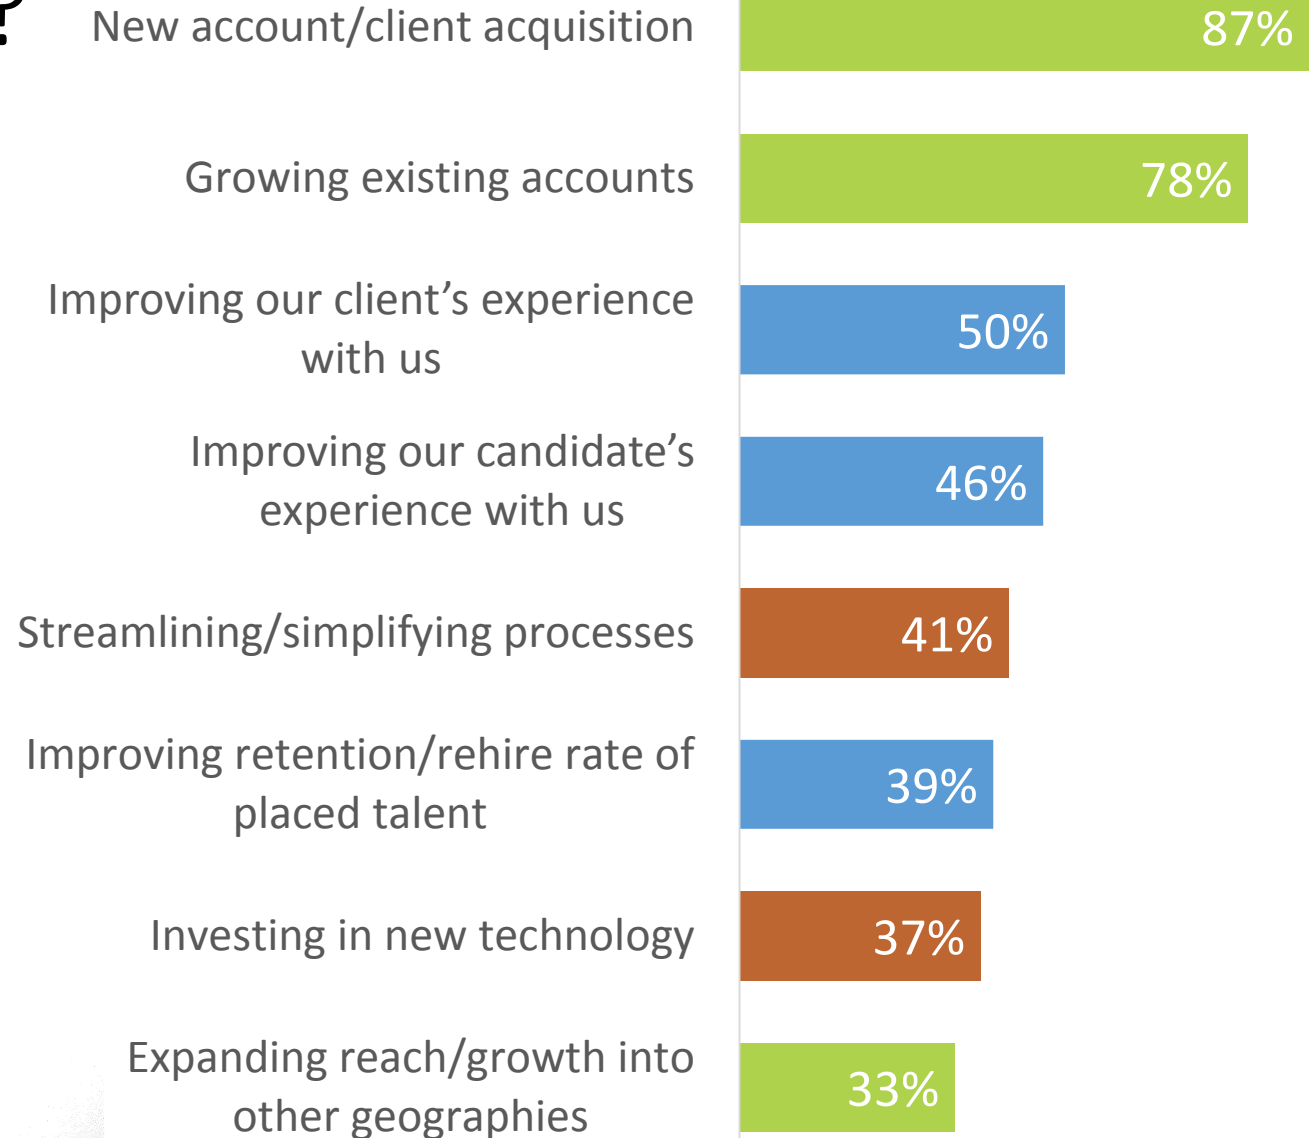 ?
New account/client acquisition
87%
Growing existing accounts
78%
Improving our client’s experience
with us
50%
Improving our candidate’s
experience with us
46%
Streamlining/simplifying processes
41%
Improving retention/rehire rate of
placed talent
39%
Investing in new technology
37%
Expanding reach/growth into
other geographies
33%